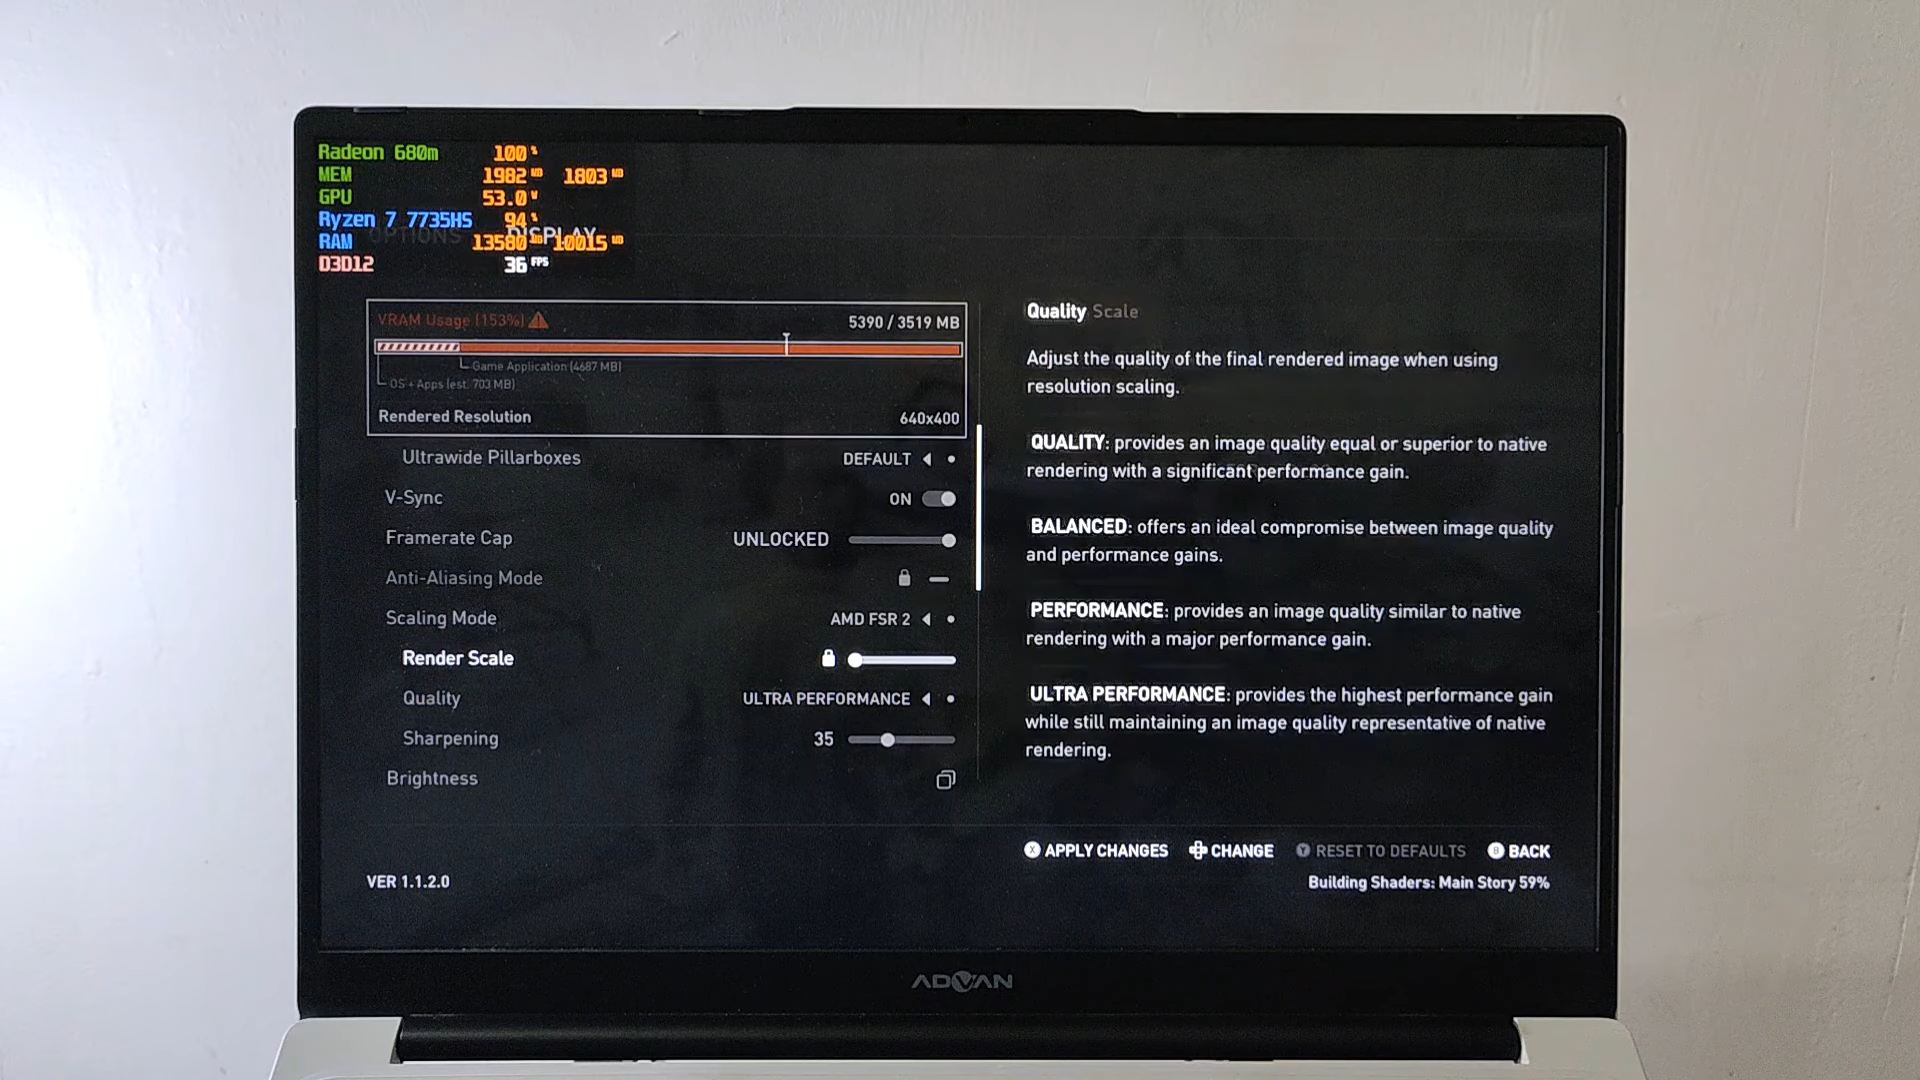 Radeon 680m 100 %
MEM 1982 MB 1803 MB
GPU 53.0 W
Ryzen 7 7735HS 94 %
OPTIONS DISPLAY
RAM 13580 MB 10015 MB
D3D12 36 FPS
VRAM Usage (153%) 5390 / 3519 MB
Game Application (4687 MB)
OS + Apps (est. 703 MB)
Rendered Resolution 640x400
Ultrawide Pillarboxes DEFAULT
V-Sync ON
Framerate Cap UNLOCKED
Anti-Aliasing Mode
Scaling Mode AMD FSR 2
Render Scale
Quality ULTRA PERFORMANCE
Sharpening 35
Brightness
Quality Scale
Adjust the quality of the final rendered image when using
resolution scaling.
QUALITY: provides an image quality equal or superior to native
rendering with a significant performance gain.
BALANCED: offers an ideal compromise between image quality
and performance gains.
PERFORMANCE: provides an image quality similar to native
rendering with a major performance gain.
ULTRA PERFORMANCE: provides the highest performance gain
while still maintaining an image quality representative of native
rendering.
X APPLY CHANGES CHANGE Y RESET TO DEFAULTS B BACK
VER 1.1.2.0 Building Shaders: Main Story 59%
ADVAN